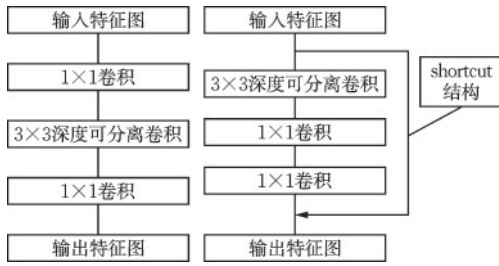 输入特征图
1×1卷积
3×3深度可分离卷积
1×1卷积
输出特征图
输入特征图
3×3深度可分离卷积
1×1卷积
1×1卷积
输出特征图
shortcut
结构